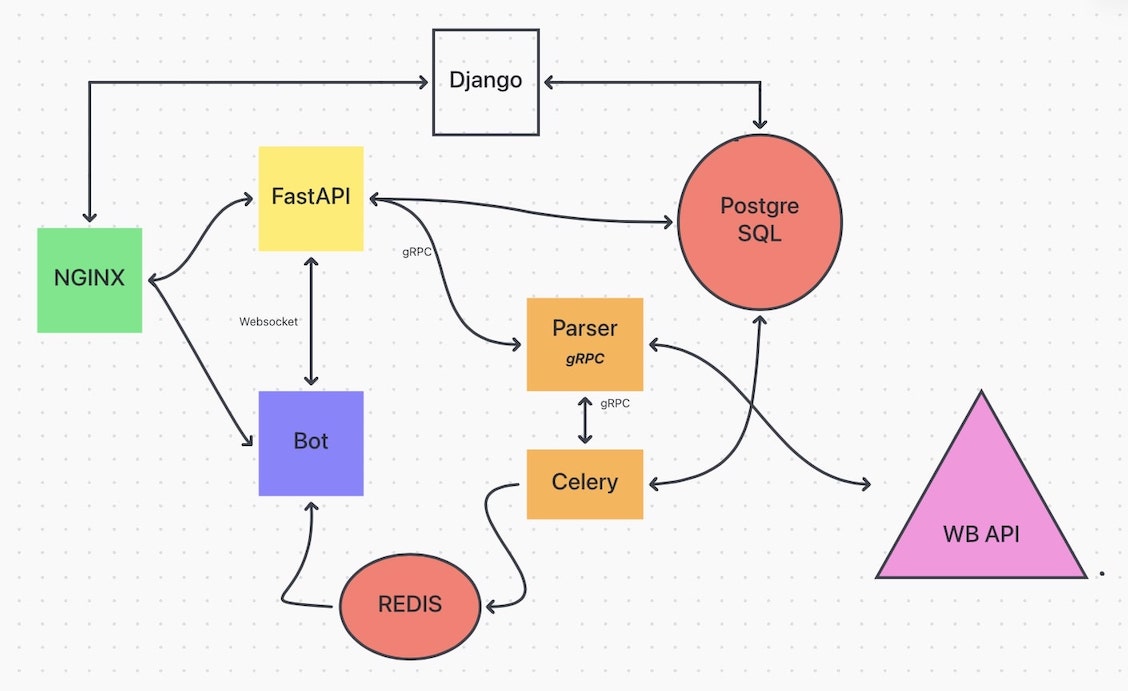 Django
FastAPI
Postgre
SQL
gRPC
NGINX
Websocket
Parser
gRPC
gRPC
Bot
Celery
WB API
REDIS